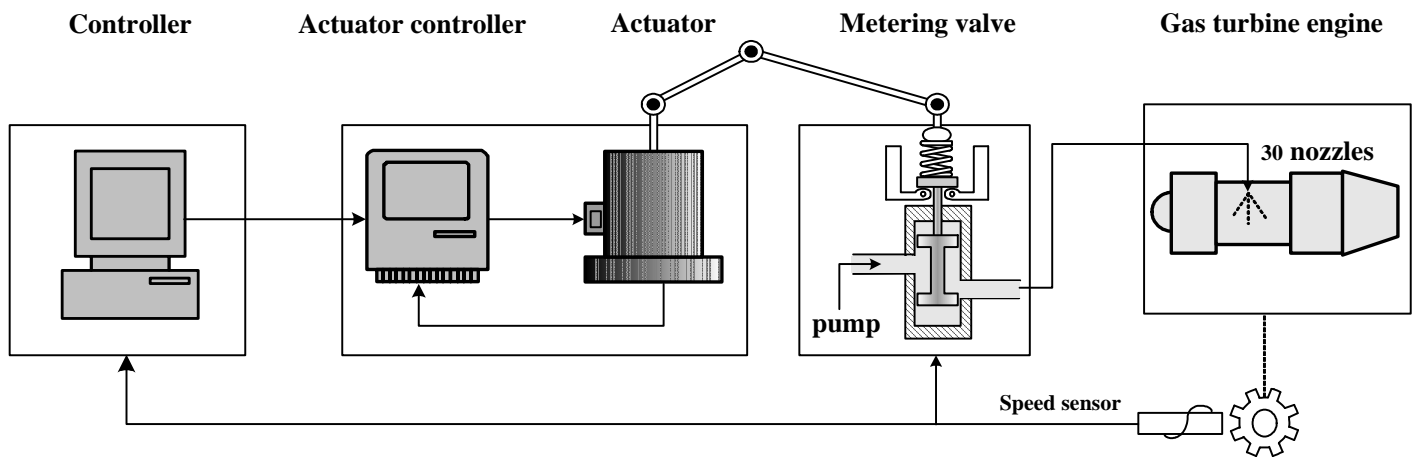 Controller
Actuator controller
Actuator
Metering valve
Gas turbine engine
30 nozzles
pump
Speed sensor